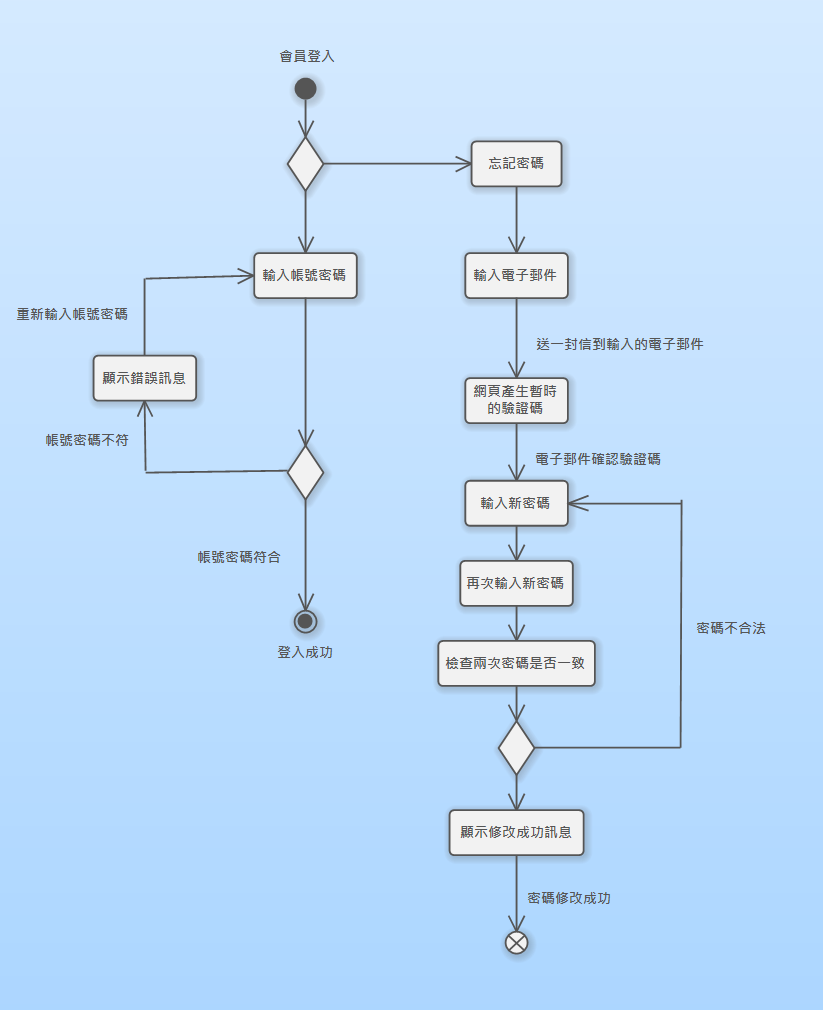 會員登入
忘記密碼
輸入帳號密碼
輸入電子郵件
重新輸入帳號密碼
送一封信到輸入的電子郵件
顯示錯誤訊息
網頁產生暫時
的驗證碼
帳號密碼不符
電子郵件確認驗證碼
輸入新密碼
帳號密碼符合
再次輸入新密碼
密碼不合法
登入成功
檢查兩次密碼是否一致
顯示修改成功訊息
密碼修改成功